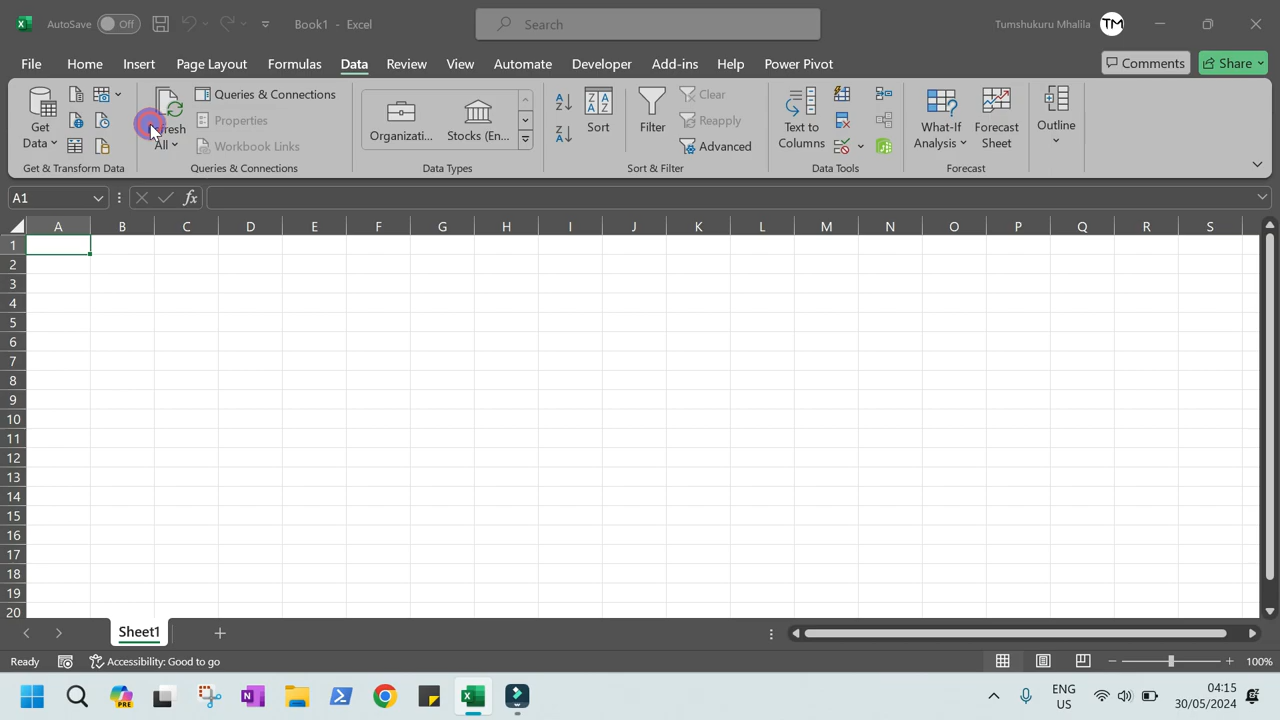 AutoSave Off Book1 - Excel Search Tumshukuru Mhalila TM
File Home Insert Page Layout Formulas Data Review View Automate Developer Add-ins Help Power Pivot Comments Share
Get Data
Get & Transform Data
All
Queries & Connections
Properties
Workbook Links
Queries & Connections
Organizati... Stocks (En...
Data Types
Sort
Filter
Clear
Reapply
Advanced
Sort & Filter
Text to
Columns
Data Tools
What-If
Analysis
Forecast
Sheet
Forecast
Outline
A1 fx
A B C D E F G H I J K L M N O P Q R S
1
2
3
4
5
6
7
8
9
10
11
12
13
14
15
16
17
18
19
20
Sheet1
Ready Accessibility: Good to go 100%
PRE
ENG
US
04:15
30/05/2024